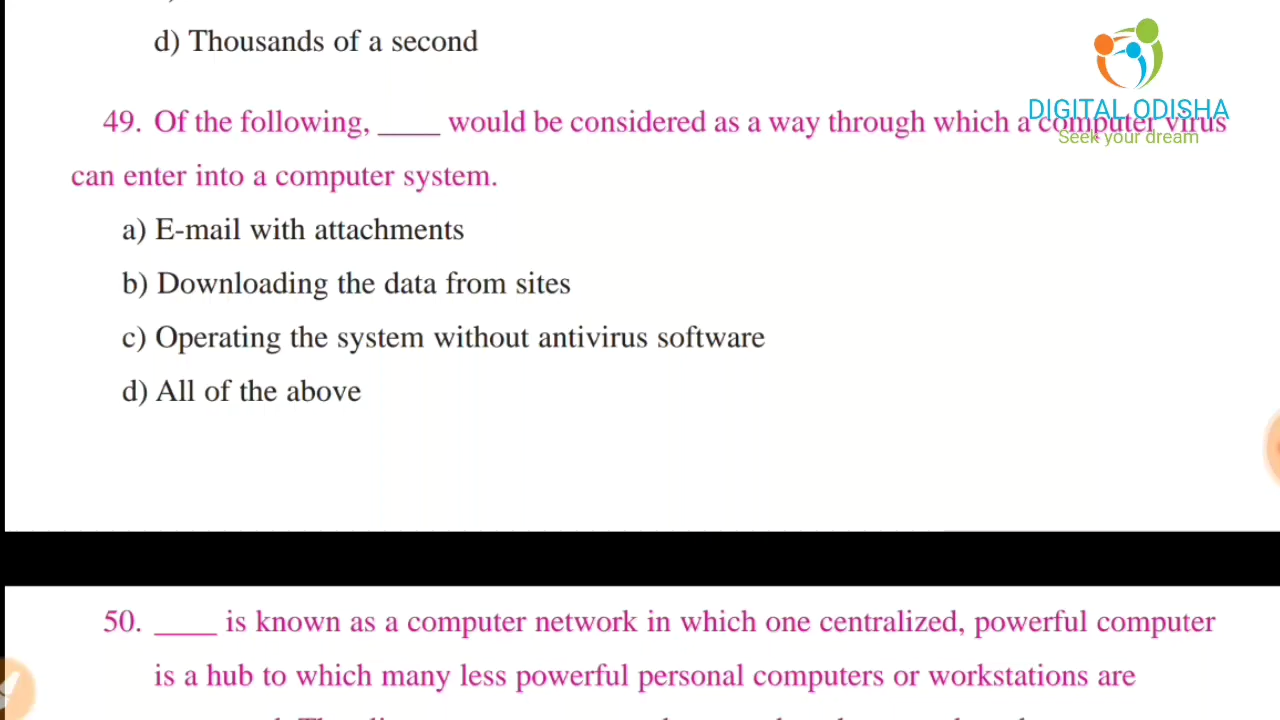 d) Thousands of a second
DIGITAL ODISHA
Seek your dream
49. Of the following, ____ would be considered as a way through which a computer virus
can enter into a computer system.
a) E-mail with attachments
b) Downloading the data from sites
c) Operating the system without antivirus software
d) All of the above
50. ____ is known as a computer network in which one centralized, powerful computer
is a hub to which many less powerful personal computers or workstations are